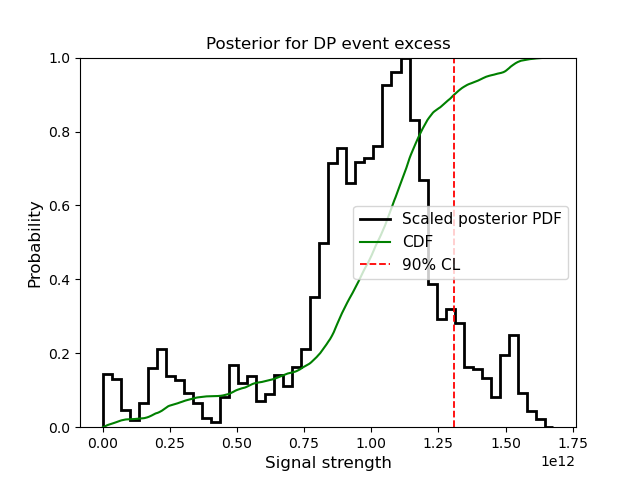 Posterior for DP event excess
Probability
1.0
0.8
0.6
0.4
0.2
0.0
Scaled posterior PDF
CDF
90% CL
0.00 0.25 0.50 0.75 1.00 1.25 1.50 1.75
1e12
Signal strength